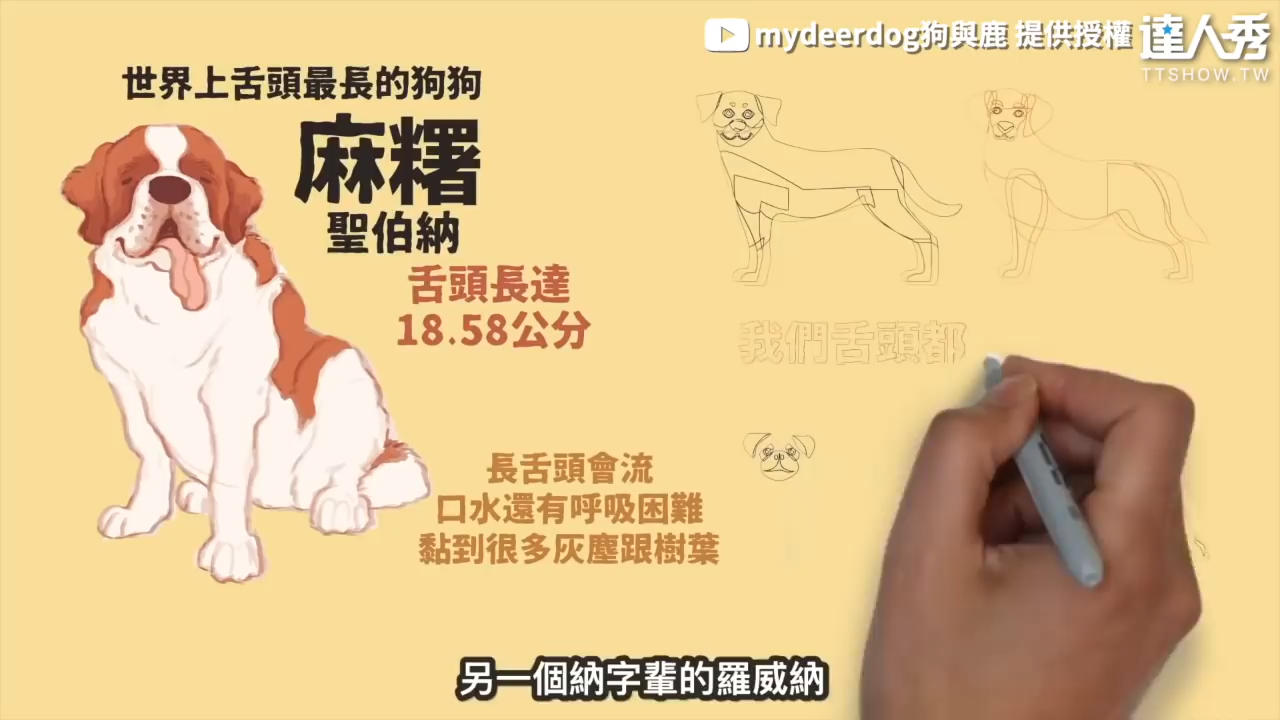 mydeerdog狗與鹿 提供授權
達人秀
TTSHOW.TW
世界上舌頭最長的狗狗
麻糬
聖伯納
舌頭長達
18.58公分
我們舌頭都
長舌頭會流
口水還有呼吸困難
黏到很多灰塵跟樹葉
另一個納字輩的羅威納